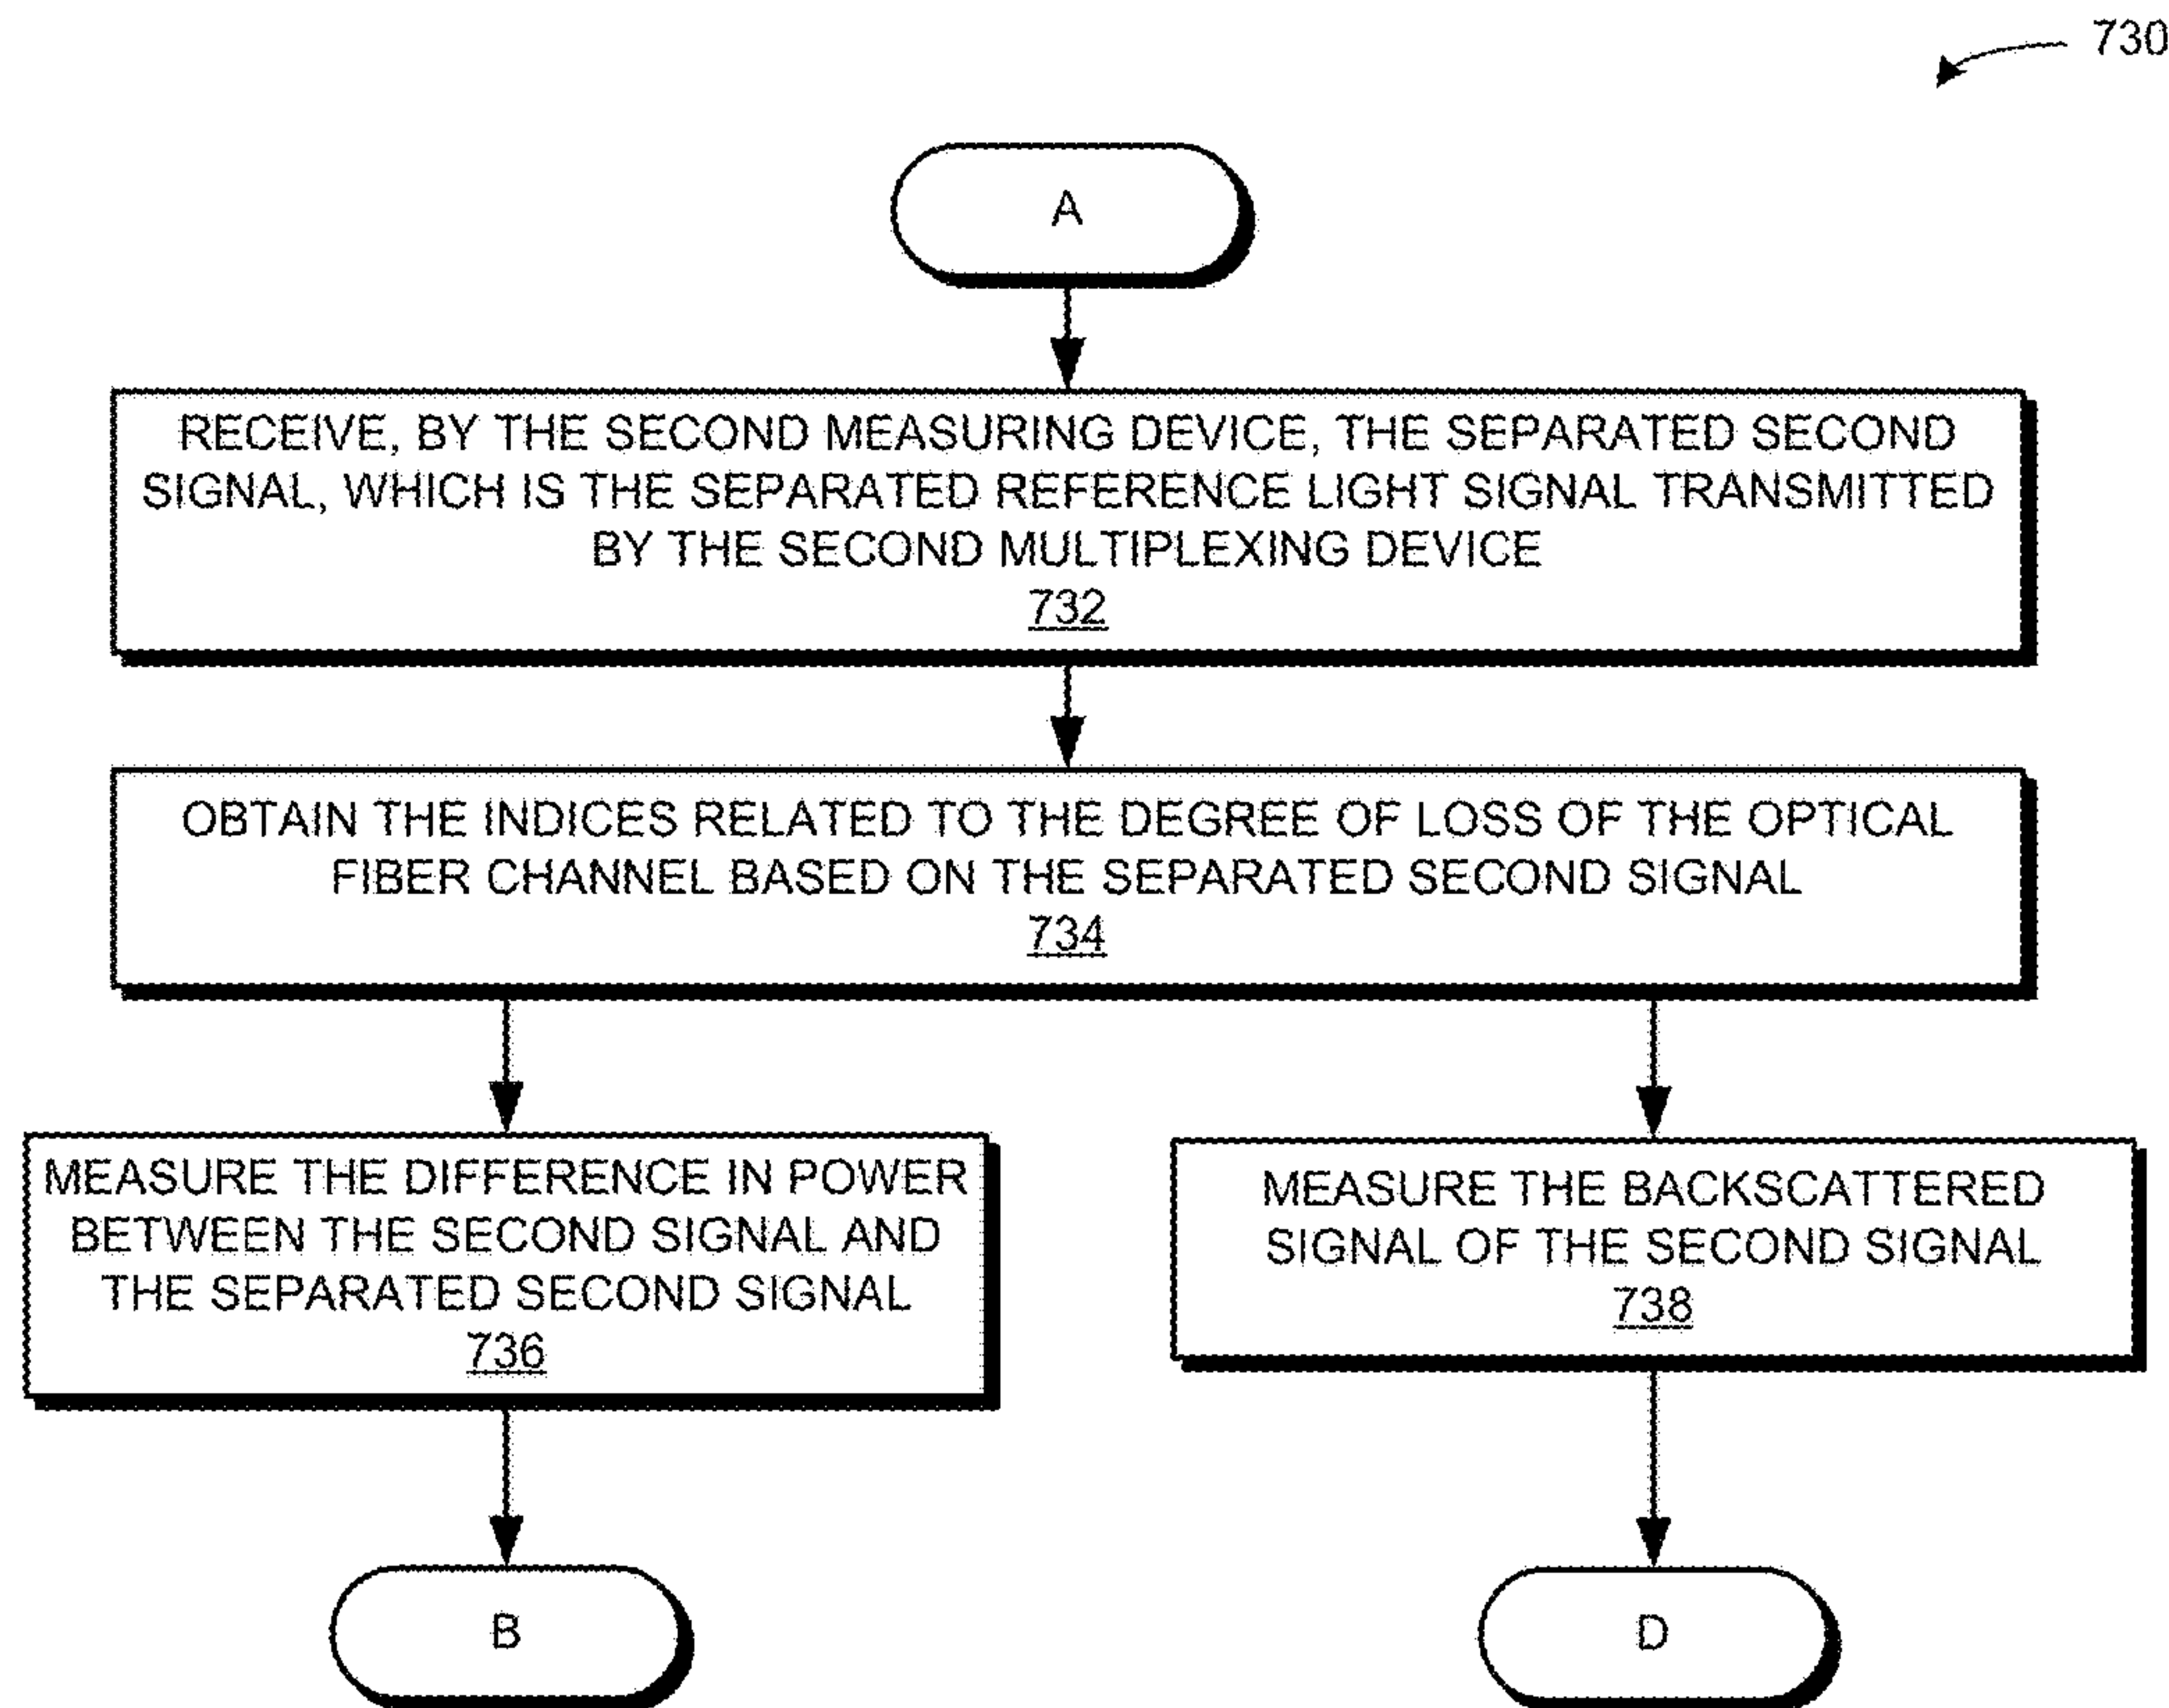 730
A
RECEIVE, BY THE SECOND MEASURING DEVICE, THE SEPARATED SECOND
SIGNAL, WHICH IS THE SEPARATED REFERENCE LIGHT SIGNAL TRANSMITTED
BY THE SECOND MULTIPLEXING DEVICE
732
OBTAIN THE INDICES RELATED TO THE DEGREE OF LOSS OF THE OPTICAL
FIBER CHANNEL BASED ON THE SEPARATED SECOND SIGNAL
734
MEASURE THE DIFFERENCE IN POWER
BETWEEN THE SECOND SIGNAL AND
THE SEPARATED SECOND SIGNAL
736
MEASURE THE BACKSCATTERED
SIGNAL OF THE SECOND SIGNAL
738
B
D